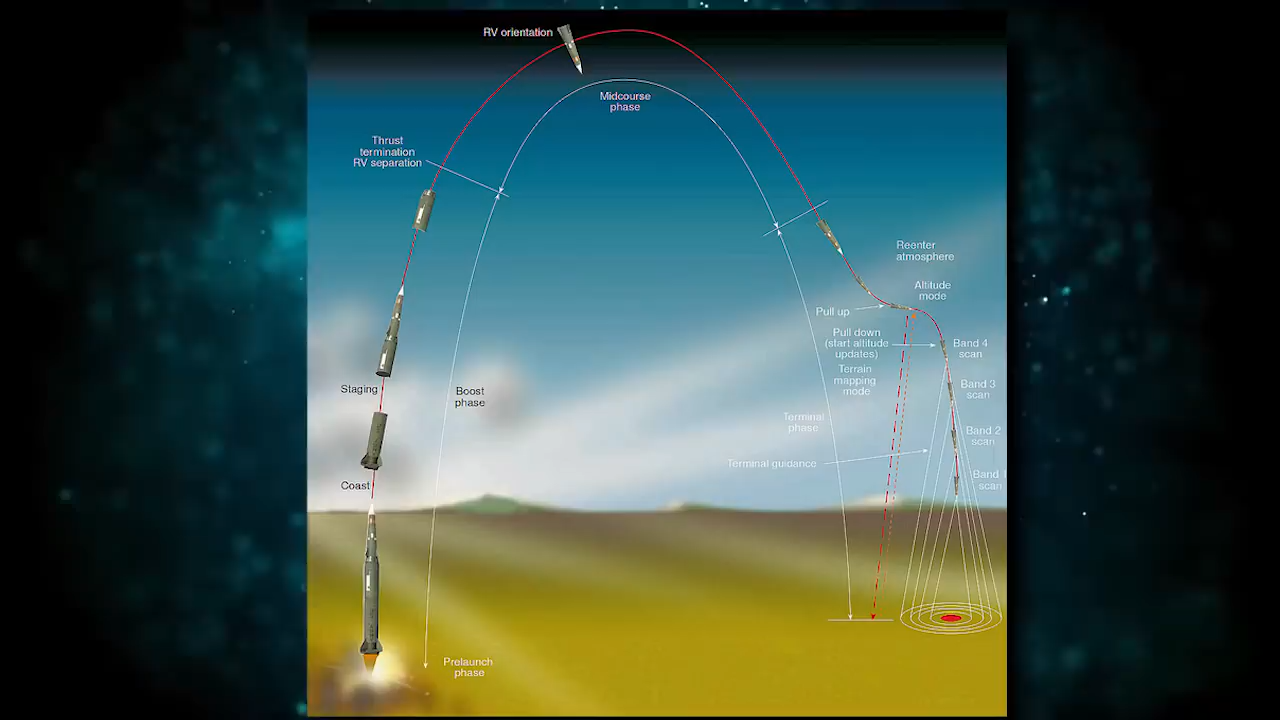 RV orientation
Midcourse
phase
Thrust
termination
RV separation
Reenter
atmosphere
Altitude
mode
Pull up
Pull down
(start altitude
updates)
Band 4
scan
Terrain
mapping
mode
Band 3
scan
Staging
Boost
phase
Terminal
phase
Band 2
scan
Terminal guidance
Band 1
scan
Coast
Prelaunch
phase